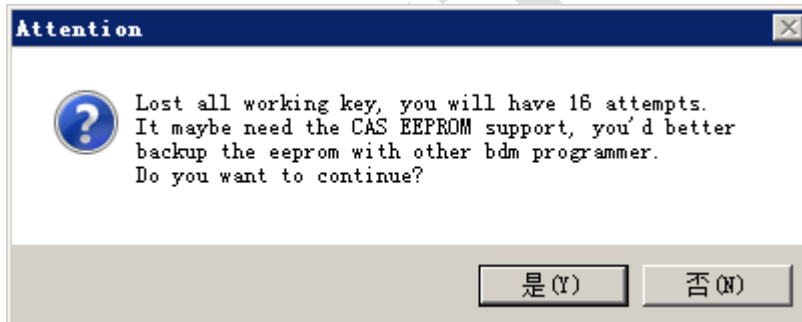 Attention
Lost all working key, you will have 16 attempts.
It maybe need the CAS EEPROM support, you'd better
backup the eeprom with other bdm programmer.
Do you want to continue?
是(Y) 否(N)